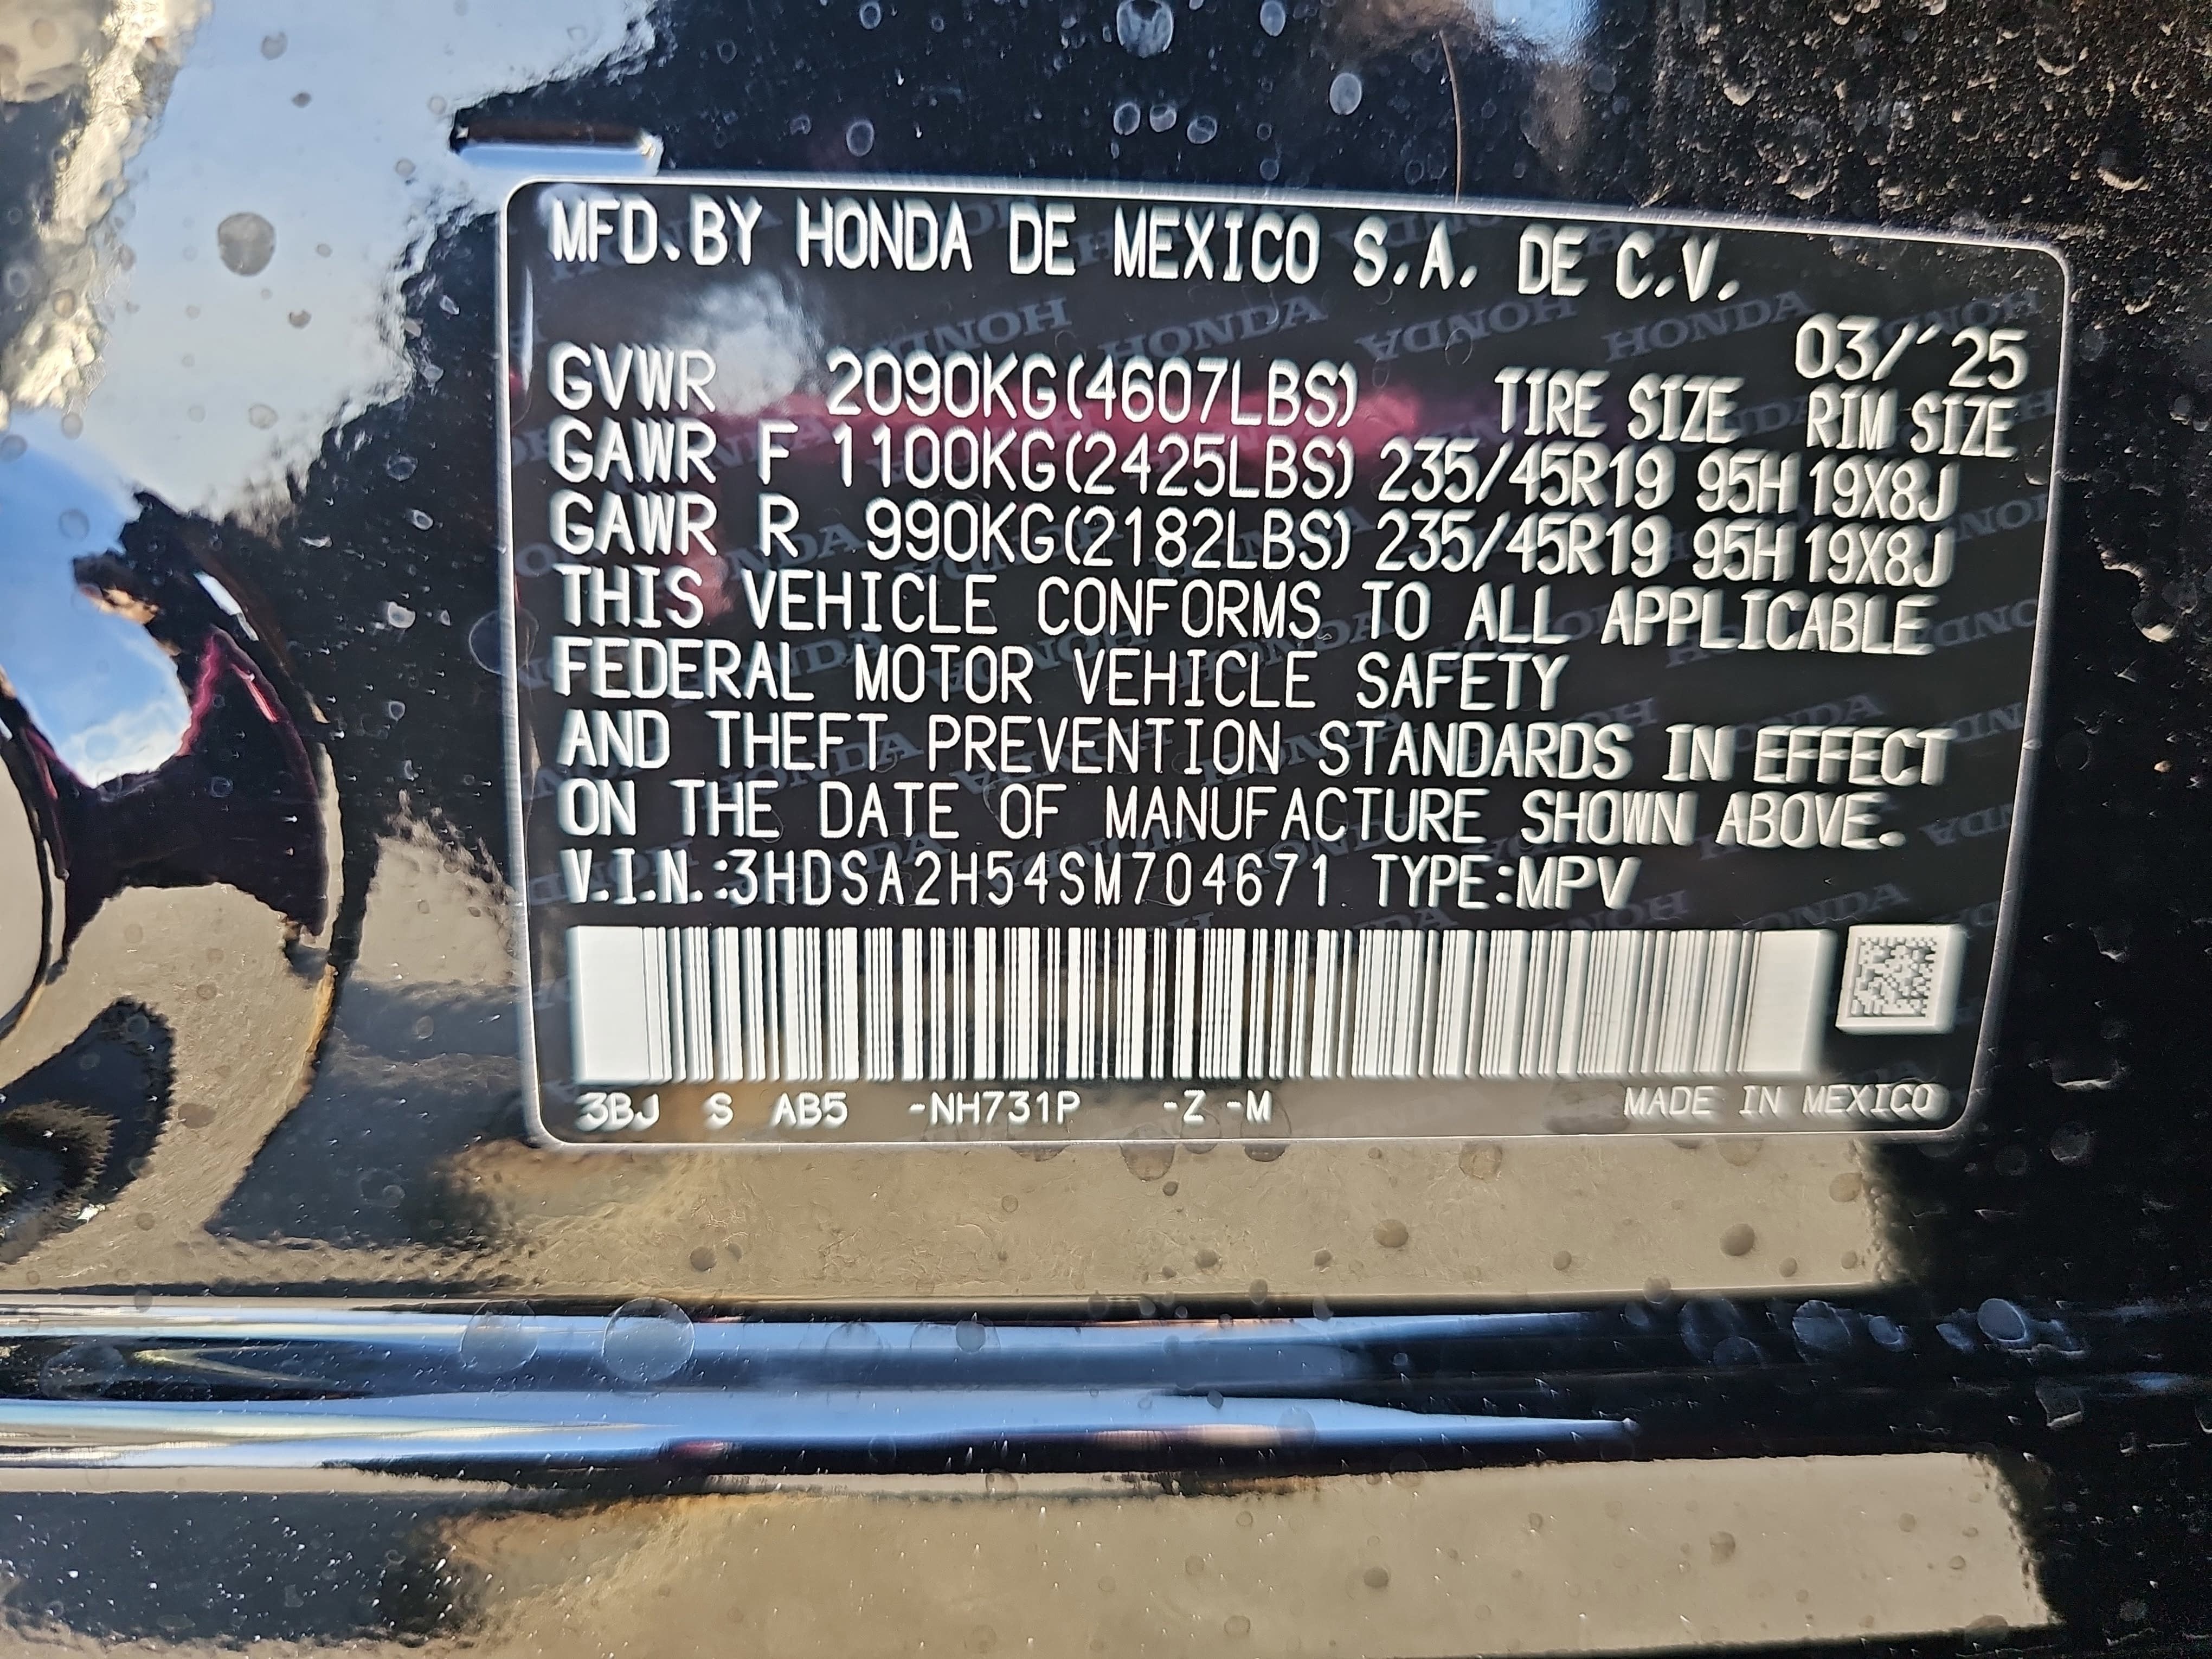 MFD.BY HONDA DE MEXICO S.A. DE C.V.
03/´25
GVWR 2090KG(4607LBS) TIRE SIZE RIM SIZE
GAWR F 1100KG(2425LBS) 235/45R19 95H 19X8J
GAWR R 990KG(2182LBS) 235/45R19 95H 19X8J
THIS VEHICLE CONFORMS TO ALL APPLICABLE
FEDERAL MOTOR VEHICLE SAFETY
AND THEFT PREVENTION STANDARDS IN EFFECT
ON THE DATE OF MANUFACTURE SHOWN ABOVE.
V.I.N.:3HDSA2H54SM704671 TYPE:MPV
3BJ S AB5 -NH731P -Z -M MADE IN MEXICO